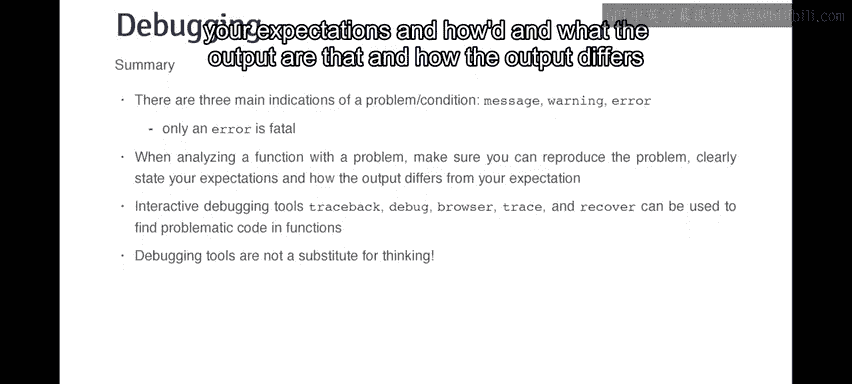 Debugging
your expectations and how'd and what the
output are that and how the output differs
Summary
· There are three main indications of a problem/condition: message, warning, error
- only an error is fatal
· When analyzing a function with a problem, make sure you can reproduce the problem, clearly
state your expectations and how the output differs from your expectation
· Interactive debugging tools traceback, debug, browser, trace, and recover can be used to
find problematic code in functions
· Debugging tools are not a substitute for thinking!